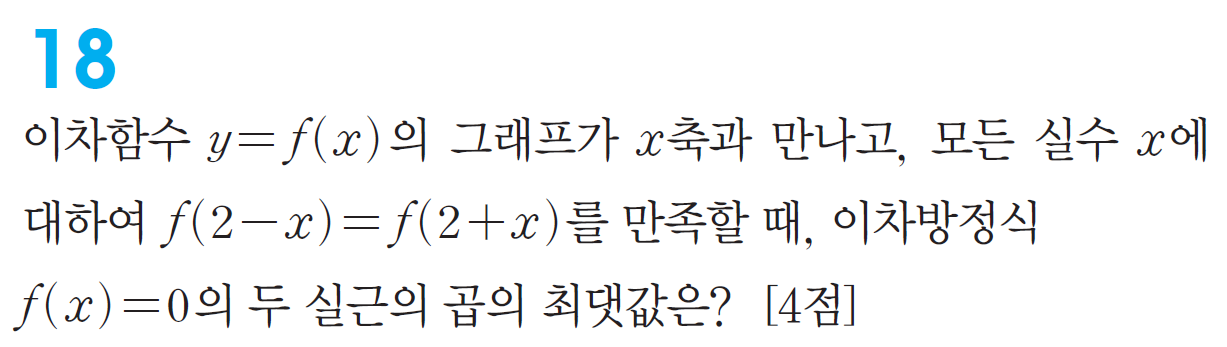 18
이차함수 y=f(x)의 그래프가 x축과 만나고, 모든 실수 x에
대하여 f(2-x)=f(2+x)를 만족할 때, 이차방정식
f(x)=0의 두 실근의 곱의 최댓값은? [4점]